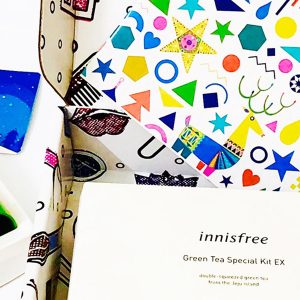 innisfree
Green Tea Special Kit EX
double-squeezed green tea
from the Jeju island